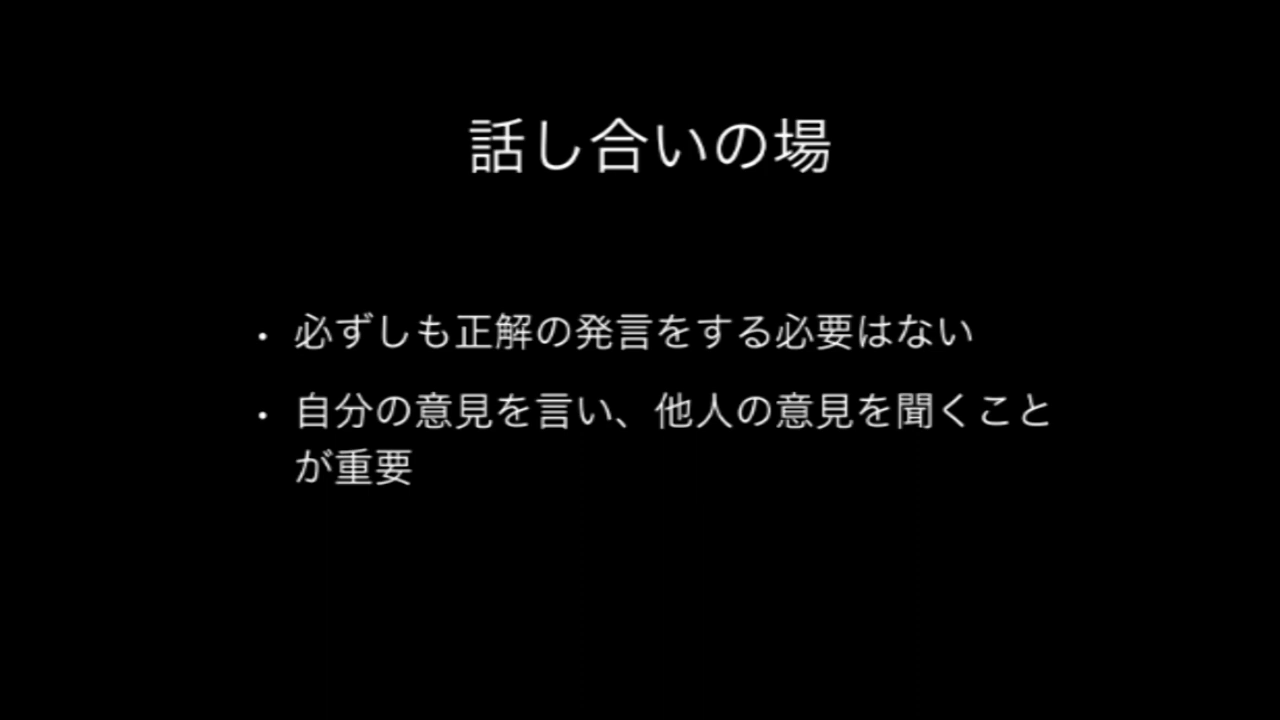 話し合いの場
・必ずしも正解の発言をする必要はない
・自分の意見を言い、他人の意見を聞くこと
が重要